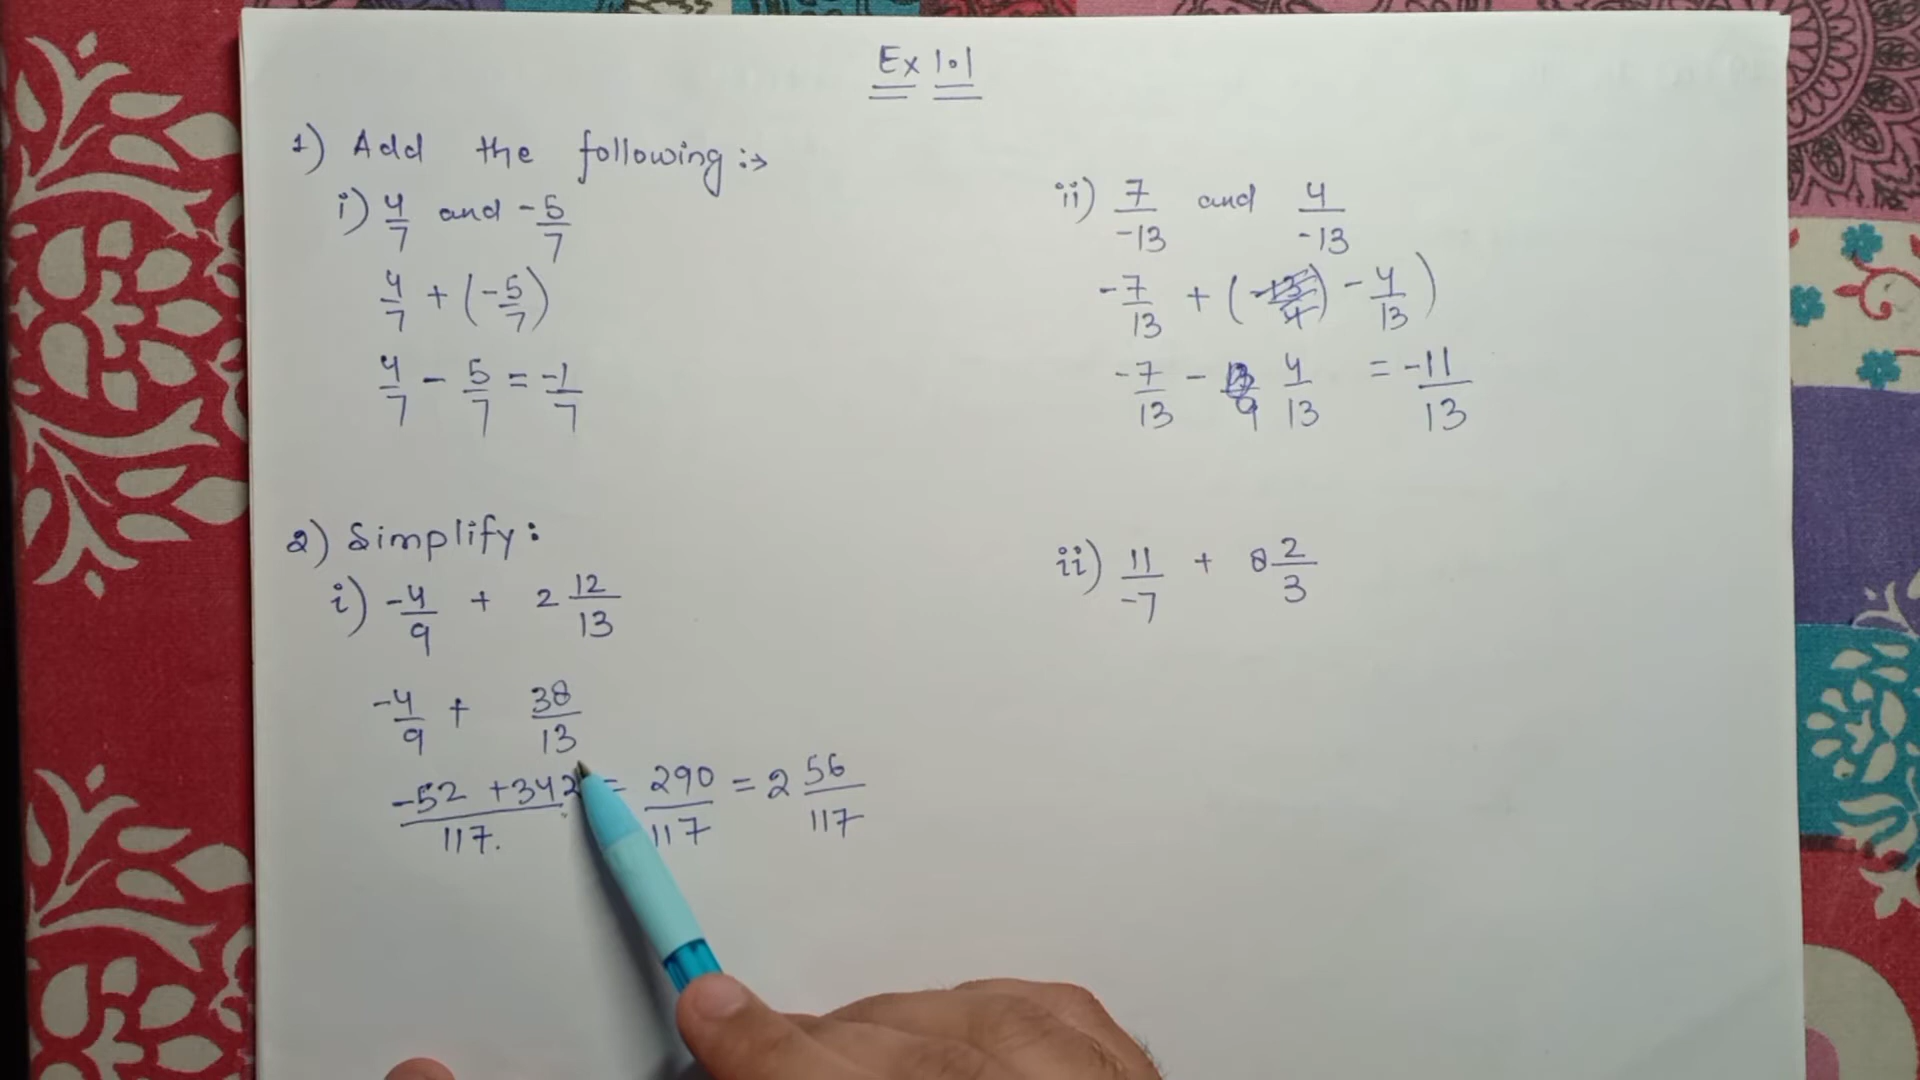 Ex 1.1
1) Add the following :->
i) 4/7 and -5/7
4/7 + (-5/7)
4/7 - 5/7 = -1/7
ii) 7/-13 and 4/-13
-7/13 + ( -4/13)
-7/13 - 4/13 = -11/13
2) Simplify:
i) -4/9 + 2 12/13
-4/9 + 38/13
-52 +342/117. = 290/117 = 2 56/117
ii) 11/-7 + 8 2/3